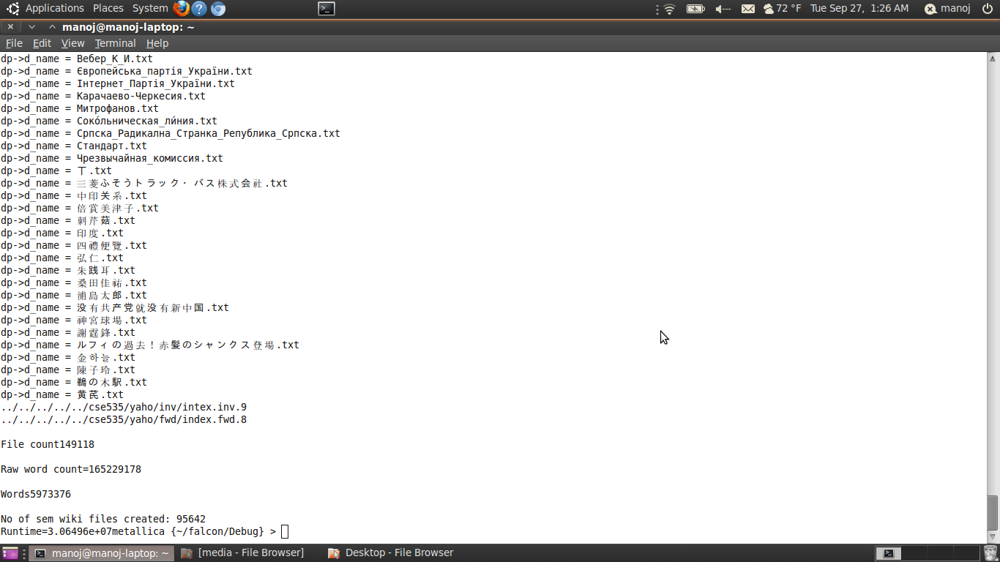 Applications Places System 72 °F Tue Sep 27, 1:26 AM manoj
manoj@manoj-laptop: ~
File Edit View Terminal Help
dp->d_name = Вебер_К_И.txt
dp->d_name = Європейська_партія_України.txt
dp->d_name = Інтернет_Партія_України.txt
dp->d_name = Карачаево-Черкесия.txt
dp->d_name = Митрофанов.txt
dp->d_name = Соко́льническая_ли́ния.txt
dp->d_name = Српска_Радикална_Странка_Република_Српска.txt
dp->d_name = Стандарт.txt
dp->d_name = Чрезвычайная_комиссия.txt
dp->d_name = 丅.txt
dp->d_name = 三菱ふそうトラック・バス株式会社.txt
dp->d_name = 中印关系.txt
dp->d_name = 倍賞美津子.txt
dp->d_name = 刺芹菇.txt
dp->d_name = 印度.txt
dp->d_name = 四禮便覽.txt
dp->d_name = 弘仁.txt
dp->d_name = 朱践耳.txt
dp->d_name = 桑田佳祐.txt
dp->d_name = 浦島太郎.txt
dp->d_name = 没有共产党就没有新中国.txt
dp->d_name = 神宮球場.txt
dp->d_name = 謝霆鋒.txt
dp->d_name = ルフィの過去！赤髪のシャンクス登場.txt
dp->d_name = 金하늘.txt
dp->d_name = 陳子玲.txt
dp->d_name = 鵜の木駅.txt
dp->d_name = 黄芪.txt
../../../../../cse535/yaho/inv/intex.inv.9
../../../../../cse535/yaho/fwd/index.fwd.8
File count149118
Raw word count=165229178
Words5973376
No of sem wiki files created: 95642
Runtime=3.06496e+07metallica {~/falcon/Debug} >
manoj@manoj-laptop: ~ [media - File Browser] Desktop - File Browser